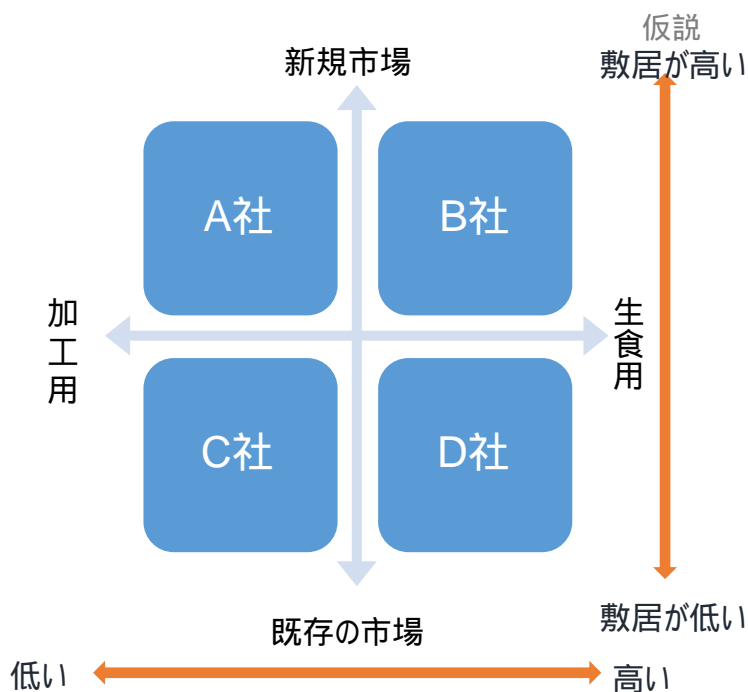 仮説
新規市場
敷居が高い
A社
B社
加工用
生食用
C社
D社
敷居が低い
既存の市場
低い
高い